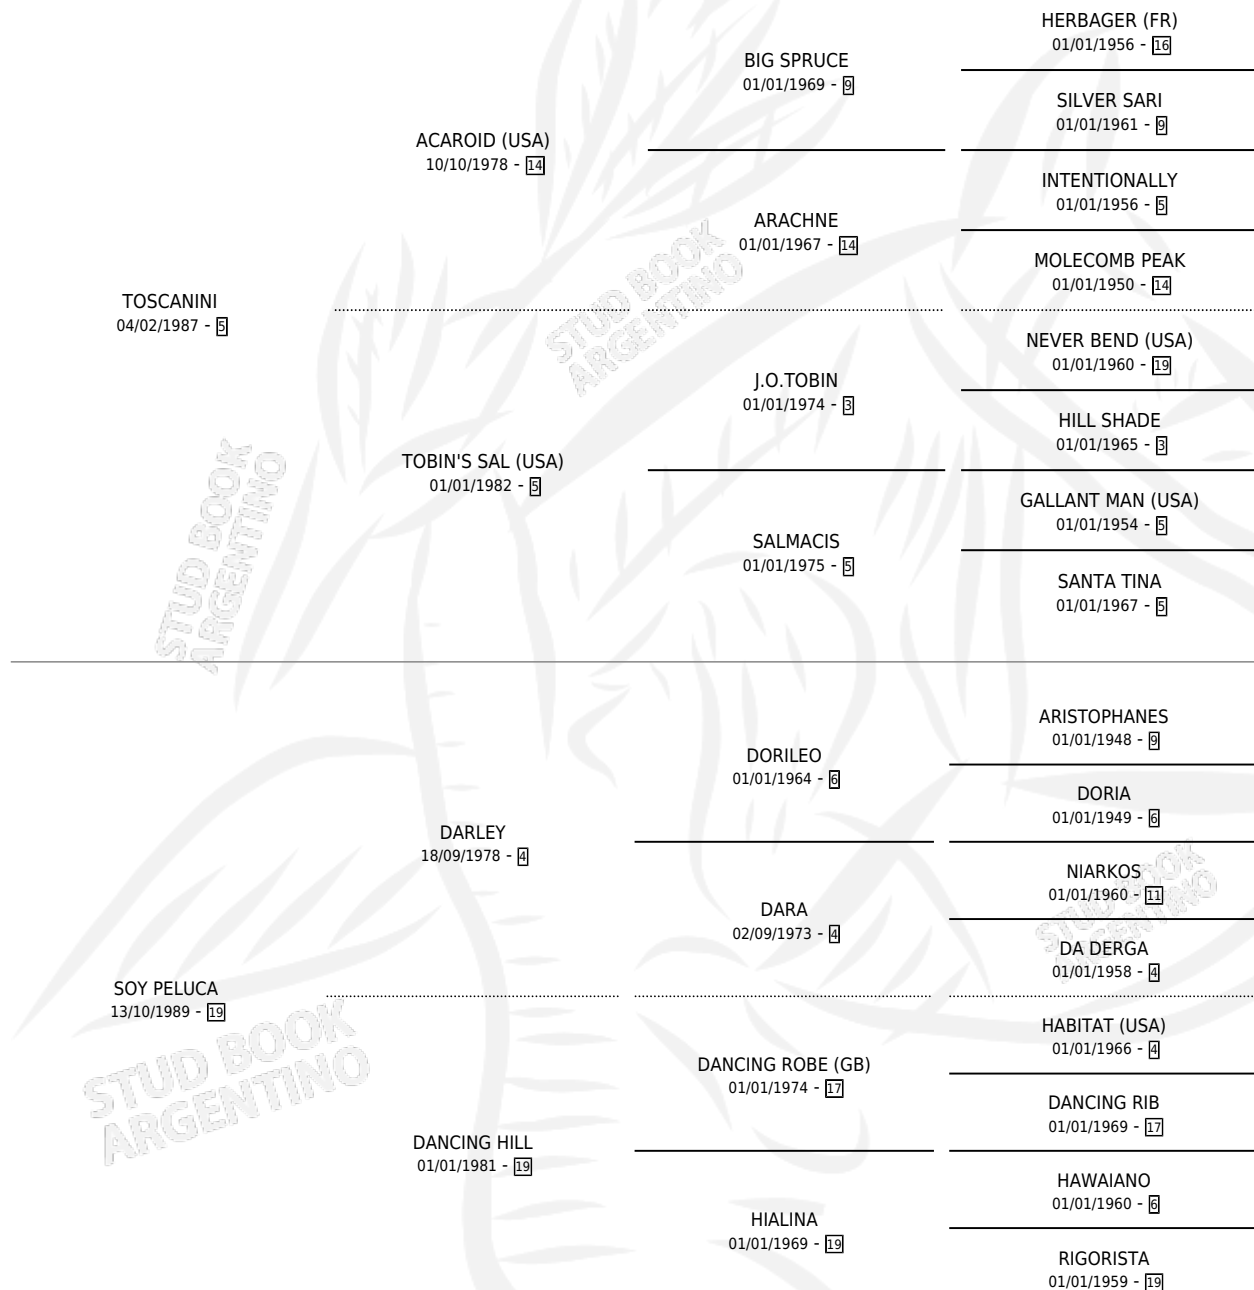 HERBAGER (FR)
01/01/1956 - 16
BIG SPRUCE
01/01/1969 - 9
SILVER SARI
01/01/1961 - 9
ACAROID (USA)
10/10/1978 - 14
INTENTIONALLY
01/01/1956 - 5
ARACHNE
01/01/1967 - 14
MOLECOMB PEAK
01/01/1950 - 14
TOSCANINI
04/02/1987 - 5
NEVER BEND (USA)
01/01/1960 - 19
J.O.TOBIN
01/01/1974 - 3
HILL SHADE
01/01/1965 - 3
TOBIN'S SAL (USA)
01/01/1982 - 5
GALLANT MAN (USA)
01/01/1954 - 5
SALMACIS
01/01/1975 - 5
SANTA TINA
01/01/1967 - 5
ARISTOPHANES
01/01/1948 - 9
DORILEO
01/01/1964 - 6
DORIA
01/01/1949 - 6
DARLEY
18/09/1978 - 4
NIARKOS
01/01/1960 - 11
DARA
02/09/1973 - 4
DA DERGA
01/01/1958 - 4
SOY PELUCA
13/10/1989 - 19
HABITAT (USA)
01/01/1966 - 4
DANCING ROBE (GB)
01/01/1974 - 17
DANCING RIB
01/01/1969 - 17
DANCING HILL
01/01/1981 - 19
HAWAIANO
01/01/1960 - 6
HIALINA
01/01/1969 - 19
RIGORISTA
01/01/1959 - 19
STUD BOOK
ARGENTINO
STUD BOOK
ARGENTINO
STUD BOOK
ARGENTINO
STUD BOOK
ARGENTINO